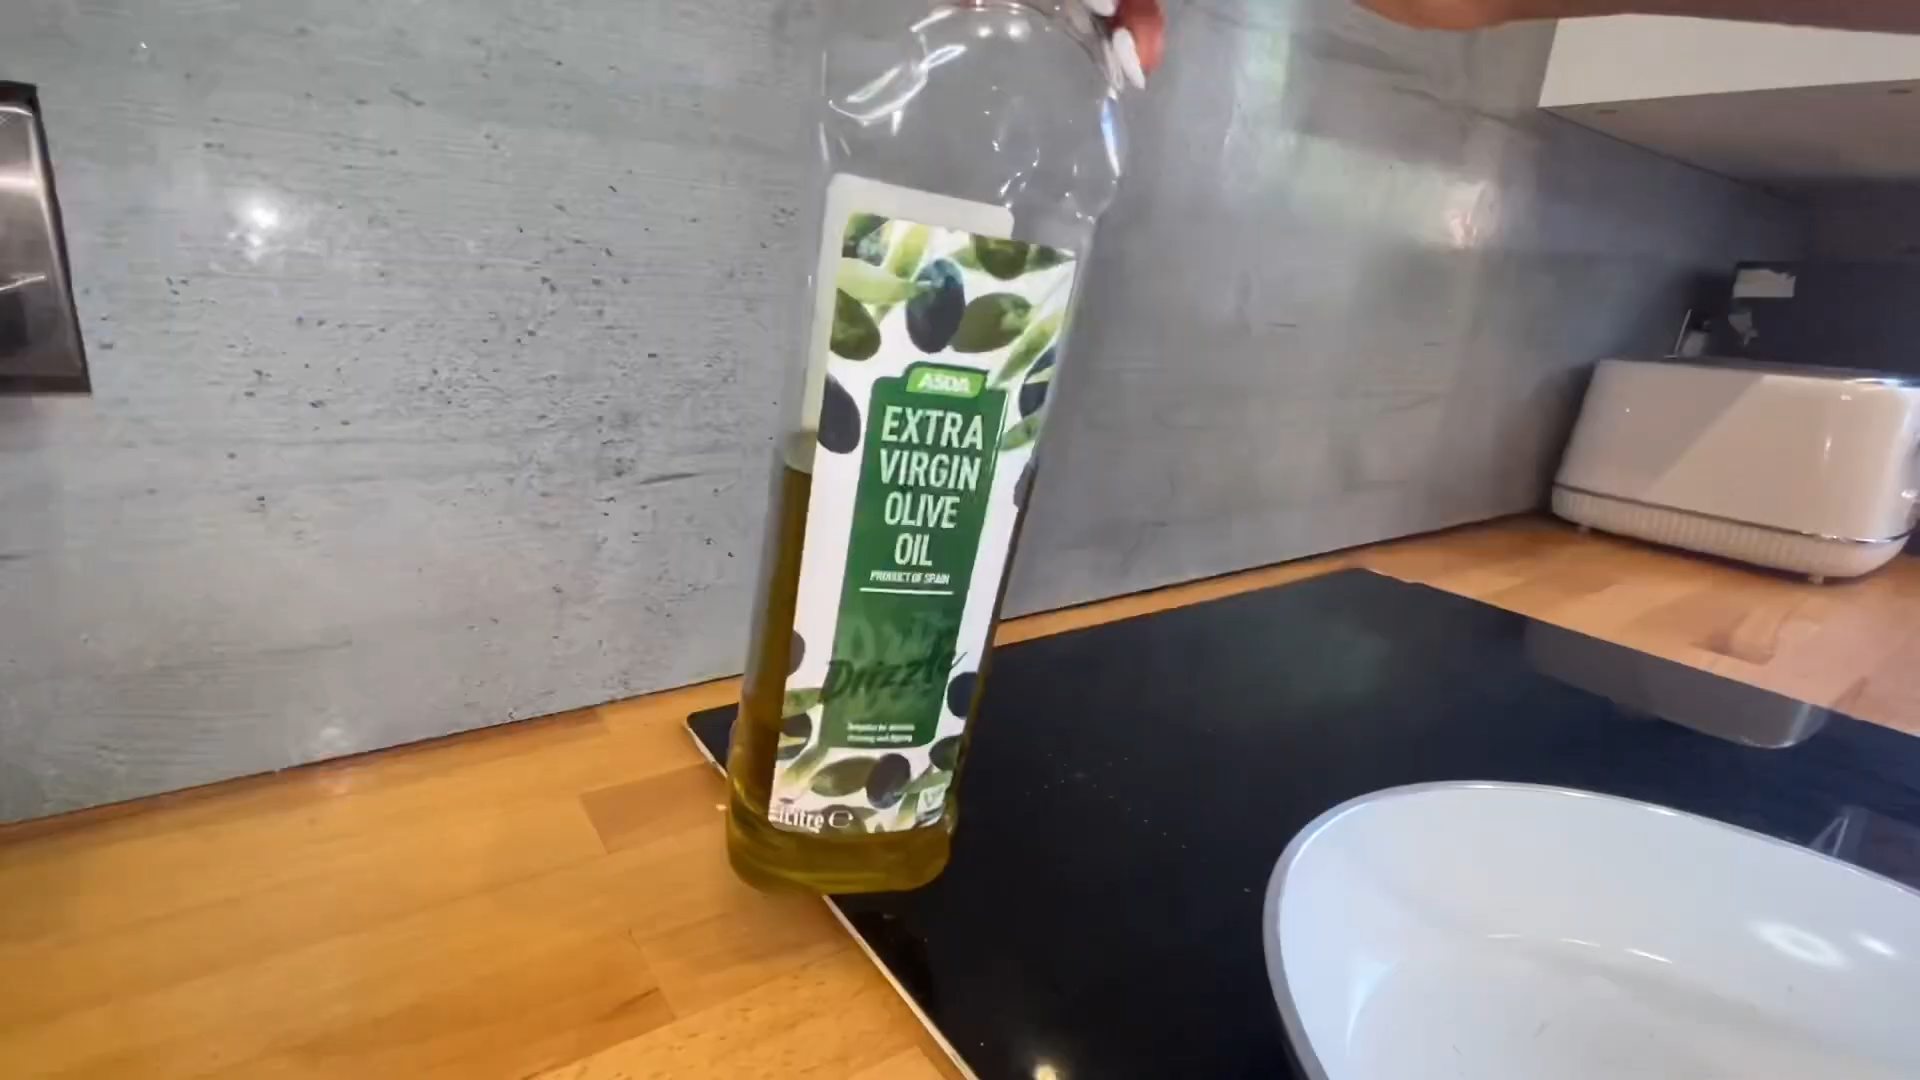 ASDA
EXTRA
VIRGIN
OLIVE
OIL
PRODUCT OF SPAIN
Drizzle
1Litre ℮